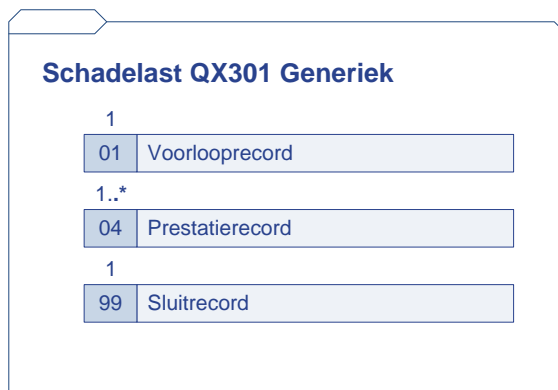 Schadelast QX301 Generiek
1
01 Voorlooprecord
1..*
04 Prestatierecord
1
99 Sluitrecord